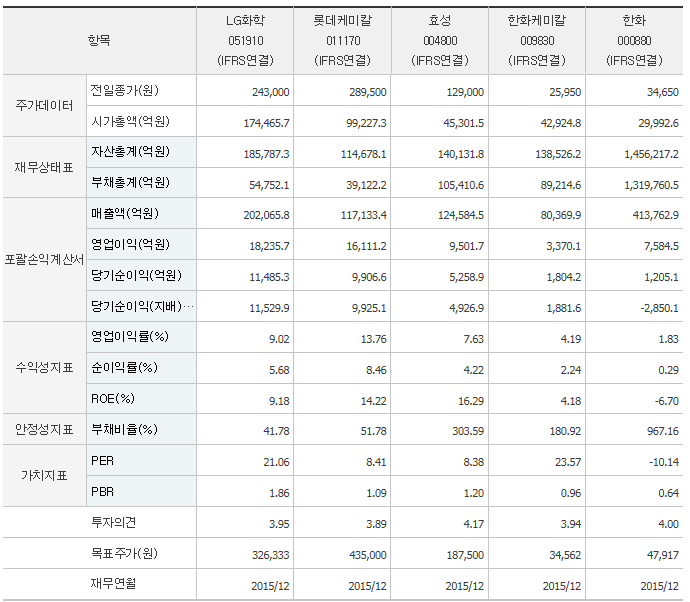 항목 LG화학 롯데케미칼 효성 한화케미칼 한화
051910 011170 004800 009830 000880
(IFRS연결) (IFRS연결) (IFRS연결) (IFRS연결) (IFRS연결)
주가데이터 전일종가(원) 243,000 289,500 129,000 25,950 34,650
시가총액(억원) 174,465.7 99,227.3 45,301.5 42,924.8 29,992.6
재무상태표 자산총계(억원) 185,787.3 114,678.1 140,131.8 138,526.2 1,456,217.2
부채총계(억원) 54,752.1 39,122.2 105,410.6 89,214.6 1,319,760.5
포괄손익계산서 매출액(억원) 202,065.8 117,133.4 124,584.5 80,369.9 413,762.9
영업이익(억원) 18,235.7 16,111.2 9,501.7 3,370.1 7,584.5
당기순이익(억원) 11,485.3 9,906.6 5,258.9 1,804.2 1,205.1
당기순이익(지배)… 11,529.9 9,925.1 4,926.9 1,881.6 -2,850.1
수익성지표 영업이익률(%) 9.02 13.76 7.63 4.19 1.83
순이익률(%) 5.68 8.46 4.22 2.24 0.29
ROE(%) 9.18 14.22 16.29 4.18 -6.70
안정성지표 부채비율(%) 41.78 51.78 303.59 180.92 967.16
가치지표 PER 21.06 8.41 8.38 23.57 -10.14
PBR 1.86 1.09 1.20 0.96 0.64
투자의견 3.95 3.89 4.17 3.94 4.00
목표주가(원) 326,333 435,000 187,500 34,562 47,917
재무연월 2015/12 2015/12 2015/12 2015/12 2015/12